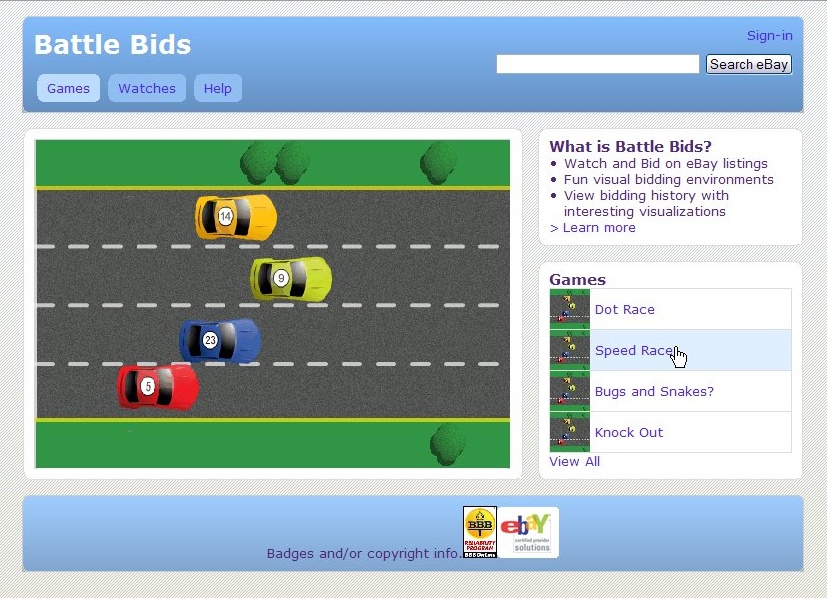 Battle Bids
Sign-in
Search eBay
Games
Watches
Help
14
9
23
5
What is Battle Bids?
• Watch and Bid on eBay listings
• Fun visual bidding environments
• View bidding history with
interesting visualizations
> Learn more
Games
Dot Race
Speed Race
Bugs and Snakes?
Knock Out
View All
Badges and/or copyright info.
BBB
RELIABILITY
PROGRAM
BBBOnLine
ebaY
certified provider
solutions